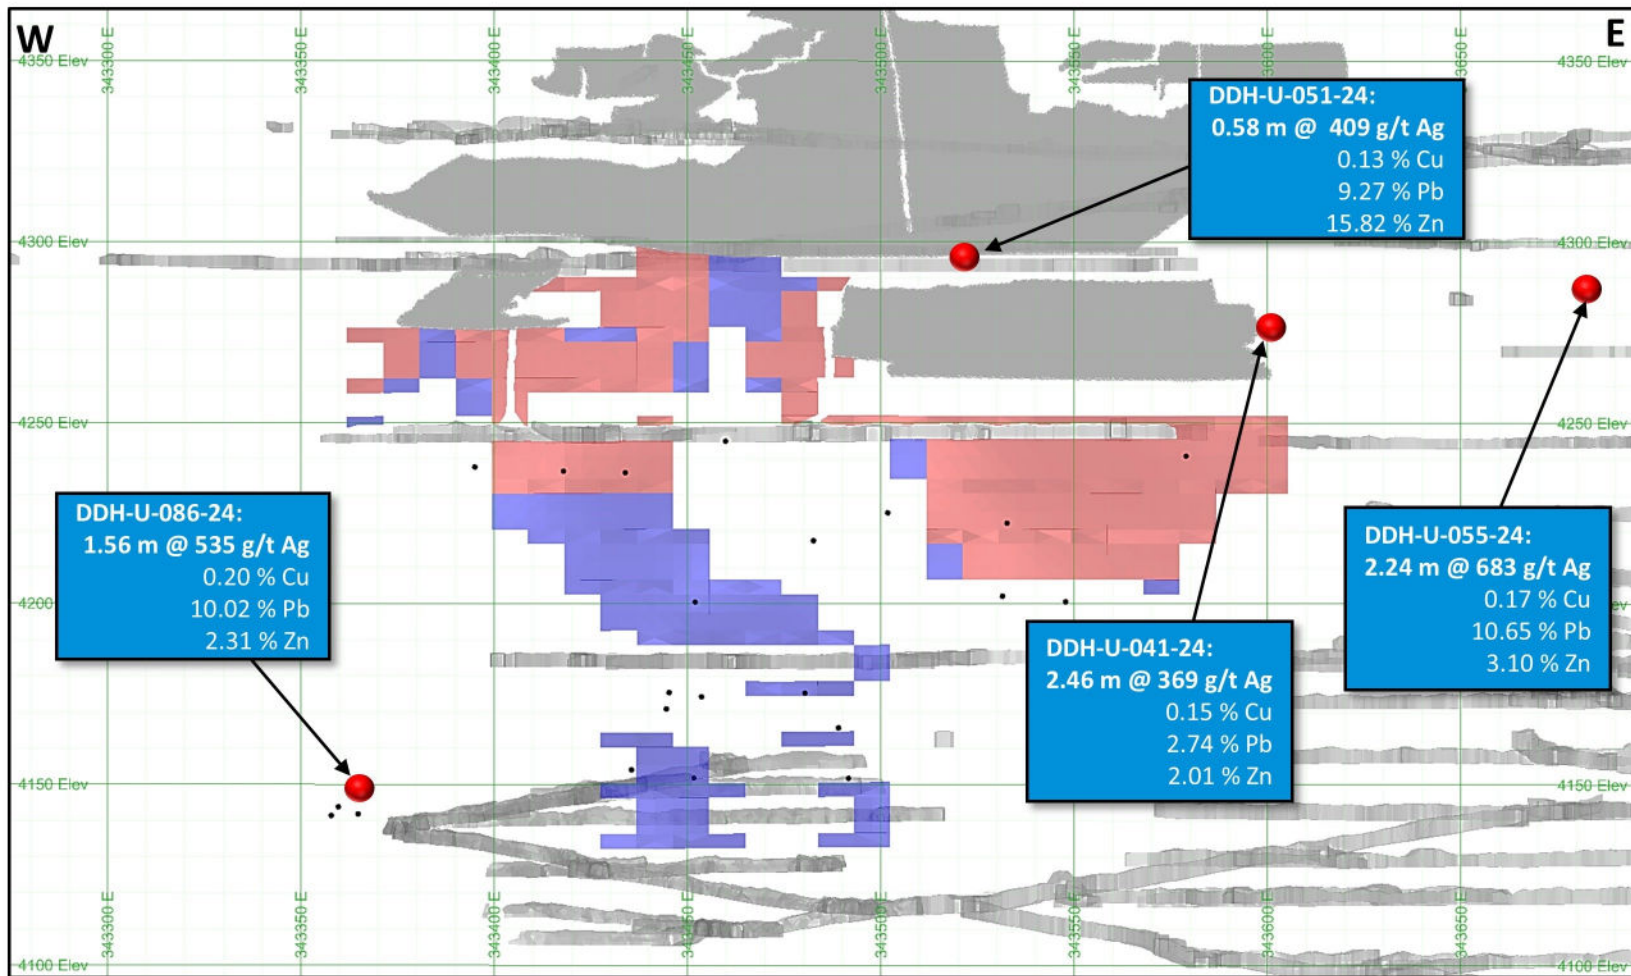 W
E
343300 E
343350 E
343400 E
343450 E
343500 E
343550 E
343600 E
343650 E
4350 Elev
4350 Elev
DDH-U-051-24:
0.58 m @ 409 g/t Ag
0.13 % Cu
9.27 % Pb
15.82 % Zn
4300 Elev
4300 Elev
4250 Elev
4250 Elev
DDH-U-086-24:
1.56 m @ 535 g/t Ag
0.20 % Cu
10.02 % Pb
2.31 % Zn
DDH-U-055-24:
2.24 m @ 683 g/t Ag
0.17 % Cu
10.65 % Pb
3.10 % Zn
4200 Elev
DDH-U-041-24:
2.46 m @ 369 g/t Ag
0.15 % Cu
2.74 % Pb
2.01 % Zn
4150 Elev
4150 Elev
343300 E
343350 E
343400 E
343450 E
343500 E
343550 E
343600 E
343650 E
4100 Elev
4100 Elev